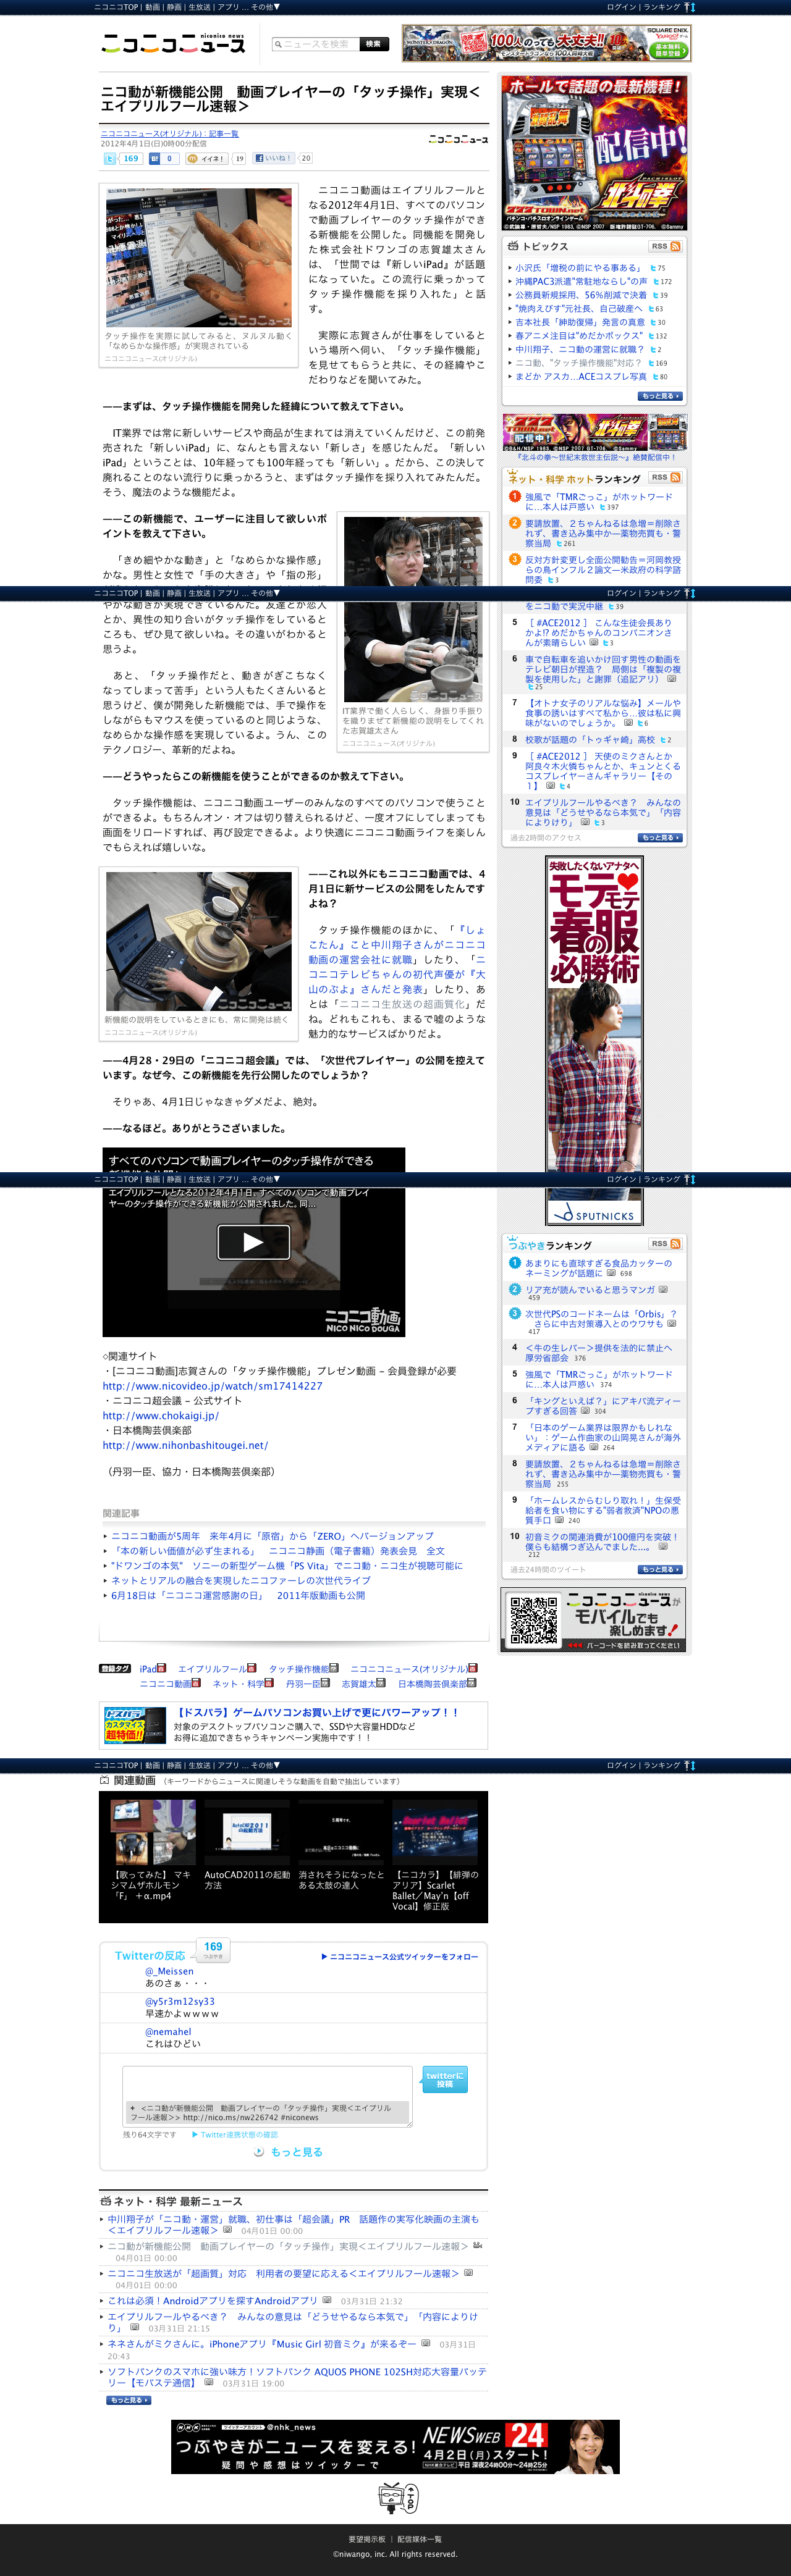 ニコニコTOP | 動画 | 静画 | 生放送 | アプリ … その他▼
ログイン | ランキング
ニコニコニュース
niconico news
ニュースを検索
検索
SQUARE ENIX
100人のっても大丈夫!!
基本無料 簡単登録
ニコ動が新機能公開　動画プレーヤーの「タッチ操作」実現＜
エイプリルフール速報＞
ニコニコニュース(オリジナル)：記事一覧
2012年4月1日(日)0時00分配信
ニコニコニュース
169
0
イイネ！ 19
いいね！ 20
タッチ操作を実際に試してみると、ヌルヌル動く
「なめらかな操作感」が実現されている
ニコニコニュース(オリジナル)
　ニコニコ動画はエイプリルフールと
なる2012年4月1日、すべてのパソコン
で動画プレイヤーのタッチ操作ができ
る新機能を公開した。同機能を開発し
た株式会社ドワンゴの志賀雄太さん
は、「世間では『新しいiPad』が話題
になっていた。この流行に乗っかって
タッチ操作機能を採り入れた」と話
す。
　実際に志賀さんが仕事をしていると
いう場所へ伺い、「タッチ操作機能」
を見せてもらうと共に、その経緯やこ
だわりなどを聞いてみた。
――まずは、タッチ操作機能を開発した経緯について教えて下さい。
　IT業界では常に新しいサービスや商品が生まれては消えていくんだけど、この前発
売された「新しいiPad」に、なんとも言えない「新しさ」を感じたんだ。「新しい
iPad」ということは、10年経っても100年経っても「新しい」。だから、この決して
廃れることのない新しさの流行に乗っからなければならないと思い、採り入れてみたんだ。
そう、魔法のような機能だよ。
――この新機能で、ユーザーに注目して欲しいポ
イントを教えて下さい。
　「きめ細やかな動き」と「なめらかな操作感」
かな。男性と女性で「手の大きさ」や「指の形」
ニコニコTOP | 動画 | 静画 | 生放送 | アプリ … その他▼
ログイン | ランキング
やかな動きが実現できているんだ。友達とか恋人
とか、異性の知り合いがタッチ操作をしていると
ころも、ぜひ見て欲しいね。その違いがわかると
思うよ。
　あと、タッチ操作だと「動きがぎこちなく
なってしまって苦手」という人もたくさんいると
思うけど、僕が開発した新機能では、手で操作を
しながらもマウスを使っているのと同じような、
なめらかな操作感を実現しているんだ。うん、この
テクノロジー、革新的だよね。
IT業界で働く人らしく、身振り手振り
を織りまぜて新機能の説明をしてくれ
た志賀雄太さん
ニコニコニュース(オリジナル)
――どうやったらこの新機能を使うことができるのか教えて下さい。
　タッチ操作機能は、ニコニコ動画ユーザーのみんなのすべてのパソコンで使うこと
ができるよ。もちろんオン・オフは切り替えられるけど、一度オフにしてしまっても
画面をリロードすれば、再び設定できるよ。より快適にニコニコ動画ライフを楽しん
でもらえれば嬉しいな。
新機能の説明をしているときにも、常に開発は続く
ニコニコニュース(オリジナル)
――これ以外にもニコニコ動画では、4
月1日に新サービスの公開をしたんです
よね？
　タッチ操作機能のほかに、「『しょ
こたん』こと中川翔子さんがニコニコ
動画の運営会社に就職」したり、「ニ
コニコテレビちゃんの初代声優が『大
山のぶよ』さんだと発表」したり、あ
とは「ニコニコ生放送の超画質化」だ
ね。どれもこれも、まるで嘘のような
魅力的なサービスばかりだよ。
――4月28・29日の「ニコニコ超会議」では、「次世代プレイヤー」の公開を控えて
います。なぜ今、この新機能を先行公開したのでしょうか？
　そりゃあ、4月1日じゃなきゃダメだよ、絶対。
――なるほど。ありがとうございました。
すべてのパソコンで動画プレイヤーのタッチ操作ができる
ニコニコTOP | 動画 | 静画 | 生放送 | アプリ … その他▼
ログイン | ランキング
エイプリルフールとなる2012年4月1日、すべてのパソコンで動画プレイ
ヤーのタッチ操作ができる新機能が公開されました。同…
ニコニコ動画
NICO NICO DOUGA
◇関連サイト
・[ニコニコ動画]志賀さんの「タッチ操作機能」プレゼン動画 – 会員登録が必要
http://www.nicovideo.jp/watch/sm17414227
・ニコニコ超会議 – 公式サイト
http://www.chokaigi.jp/
・日本橋陶芸倶楽部
http://www.nihonbashitougei.net/
（丹羽一臣、協力・日本橋陶芸倶楽部）
関連記事
ニコニコ動画が5周年　来年4月に「原宿」から「ZERO」へバージョンアップ
「本の新しい価値が必ず生まれる」　ニコニコ静画（電子書籍）発表会見　全文
"ドワンゴの本気"　ソニーの新型ゲーム機「PS Vita」でニコ動・ニコ生が視聴可能に
ネットとリアルの融合を実現したニコファーレの次世代ライブ
6月18日は「ニコニコ運営感謝の日」　2011年版動画も公開
登録タグ iPad エイプリルフール タッチ操作機能 ニコニコニュース(オリジナル)
ニコニコ動画 ネット・科学 丹羽一臣 志賀雄太 日本橋陶芸倶楽部
ドスパラ カスタマイズ 超特価!!
【ドスパラ】ゲームパソコンお買い上げで更にパワーアップ！！
対象のデスクトップパソコンご購入で、SSDや大容量HDDなど
お得に追加できちゃうキャンペーン実施中です！！
ホールで話題の最新機種！
配信中！
北斗の拳
777TOWN.net
パチンコ・パチスロオンラインゲーム
トピックス
RSS
小沢氏「増税の前にやる事ある」 75
沖縄PAC3派遣"常駐地ならし"の声 172
公務員新規採用、56%削減で決着 39
"焼肉えびす"元社長、自己破産へ 63
吉本社長「紳助復帰」発言の真意 30
春アニメ注目は"めだかボックス" 132
中川翔子、ニコ動の運営に就職？ 2
ニコ動、"タッチ操作機能"対応？ 169
まどか アスカ…ACEコスプレ写真 80
もっと見る
777TOWN.net 配信中！ 北斗の拳
『北斗の拳～世紀末救世主伝説～』絶賛配信中！
ネット・科学 ホットランキング
RSS
1 強風で「TMRごっこ」がホットワード
に…本人は戸惑い 397
2 要請放置、２ちゃんねるは急増＝削除さ
れず、書き込み集中か―薬物売買も・警
察当局 261
3 反対方針変更し全面公開勧告＝河岡教授
らの鳥インフル２論文―米政府の科学諮
問委 3
をニコ動で実況中継 39
5 ［ #ACE2012 ］ こんな生徒会長あり
かよ!? めだかちゃんのコンパニオンさ
んが素晴らしい 3
6 車で自転車を追いかけ回す男性の動画を
テレビ朝日が捏造？　局側は「複製の複
製を使用した」と謝罪（追記アリ）
25
7 【オトナ女子のリアルな悩み】メールや
食事の誘いはすべて私から…彼は私に興
味がないのでしょうか。 6
8 校歌が話題の「トゥギャ崎」高校 2
9 ［ #ACE2012 ］ 天使のミクさんとか
阿良々木火憐ちゃんとか、キュンとくる
コスプレイヤーさんギャラリー【その
１】 4
10 エイプリルフールやるべき？　みんなの
意見は「どうせやるなら本気で」「内容
によりけり」 3
過去2時間のアクセス
もっと見る
失敗したくないアナタへ
モテモテ
春服の
必勝術
SPUTNICKS
つぶやきランキング
RSS
1 あまりにも直球すぎる食品カッターの
ネーミングが話題に 698
2 リア充が読んでいると思うマンガ
459
3 次世代PSのコードネームは「Orbis」？
　さらに中古対策導入とのウワサも
417
4 ＜牛の生レバー＞提供を法的に禁止へ
厚労省部会 376
5 強風で「TMRごっこ」がホットワード
に…本人は戸惑い 374
6 「キングといえば？」にアキバ流ディー
プすぎる回答 304
7 「日本のゲーム業界は限界かもしれな
い」：ゲーム作曲家の山岡晃さんが海外
メディアに語る 264
8 要請放置、２ちゃんねるは急増＝削除さ
れず、書き込み集中か―薬物売買も・警
察当局 255
9 「ホームレスからむしり取れ！」生保受
給者を食い物にする"弱者救済"NPOの悪
質手口 240
10 初音ミクの関連消費が100億円を突破！
僕らも結構つぎ込んでました…。
212
過去24時間のツイート
もっと見る
ニコニコニュースが
モバイルでも
楽しめます!
バーコードを読み取ってください
ニコニコTOP | 動画 | 静画 | 生放送 | アプリ … その他▼
ログイン | ランキング
関連動画 （キーワードからニュースに関連しそうな動画を自動で抽出しています）
【歌ってみた】 マキ
シマムザホルモン
「F」 ＋α.mp4
AutoCAD2011の起動
方法
消されそうになったと
ある太鼓の達人
【ニコカラ】【緋弾の
アリア】Scarlet
Ballet／May'n【off
Vocal】修正版
Twitterの反応
169
つぶやき
▶ ニコニコニュース公式ツイッターをフォロー
@_Meissen
あのさぁ・・・
@y5r3m12sy33
早速かよｗｗｗｗ
@nemahel
これはひどい
+ <ニコ動が新機能公開　動画プレーヤーの「タッチ操作」実現＜エイプリル
フール速報＞> http://nico.ms/nw226742 #niconews
twitterに
投稿
残り64文字です
▶ Twitter連携状態の確認
もっと見る
ネット・科学 最新ニュース
中川翔子が「ニコ動・運営」就職、初仕事は「超会議」PR　話題作の実写化映画の主演も
＜エイプリルフール速報＞ 04月01日 00:00
ニコ動が新機能公開　動画プレーヤーの「タッチ操作」実現＜エイプリルフール速報＞
04月01日 00:00
ニコニコ生放送が「超画質」対応　利用者の要望に応える＜エイプリルフール速報＞
04月01日 00:00
これは必須！Androidアプリを探すAndroidアプリ 03月31日 21:32
エイプリルフールやるべき？　みんなの意見は「どうせやるなら本気で」「内容によりけ
り」 03月31日 21:15
ネネさんがミクさんに。iPhoneアプリ『Music Girl 初音ミク』が来るぞー 03月31日
20:43
ソフトバンクのスマホに強い味方！ソフトバンク AQUOS PHONE 102SH対応大容量バッテ
リー【モバステ通信】 03月31日 19:00
もっと見る
NHK ツイッターアカウント @nhk_news
つぶやきがニュースを変える!
疑問や感想はツイッターで
NEWS WEB 24
4月2日(月)スタート!
平日 深夜24時00分～24時25分
TOP
要望掲示板 ｜ 配信媒体一覧
©niwango, inc. All rights reserved.